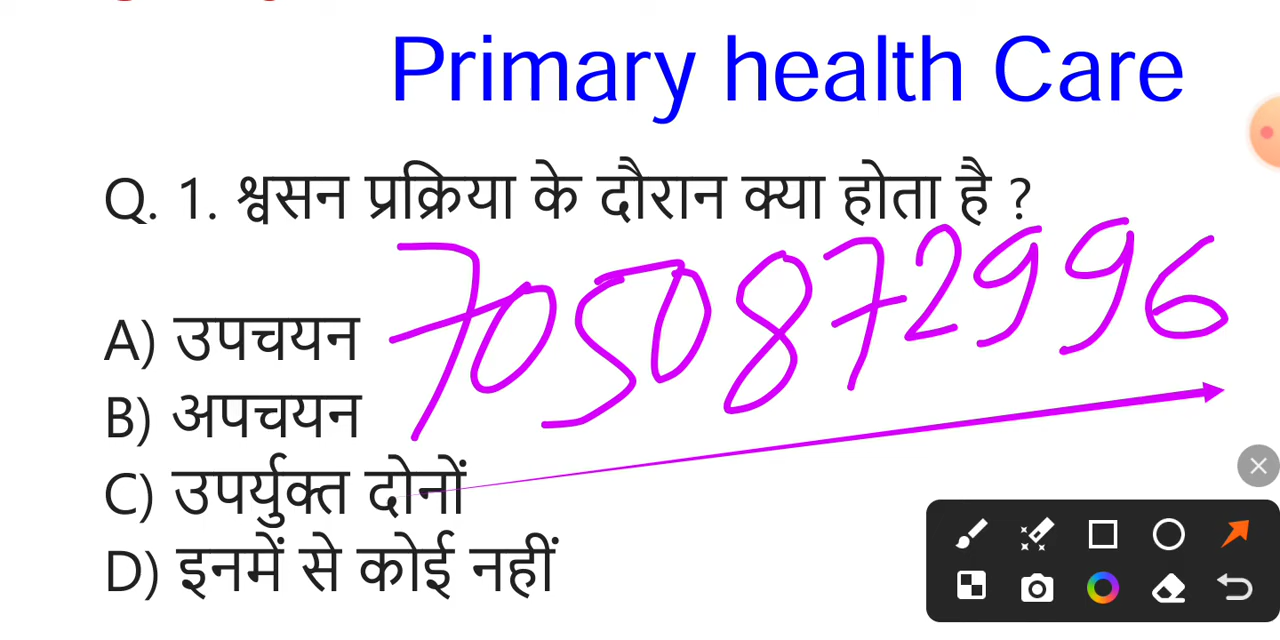 Primary health Care
Q. 1. श्वसन प्रक्रिया के दौरान क्या होता है ?
7050872996
A) उपचयन
B) अपचयन
C) उपर्युक्त दोनों
D) इनमें से कोई नहीं